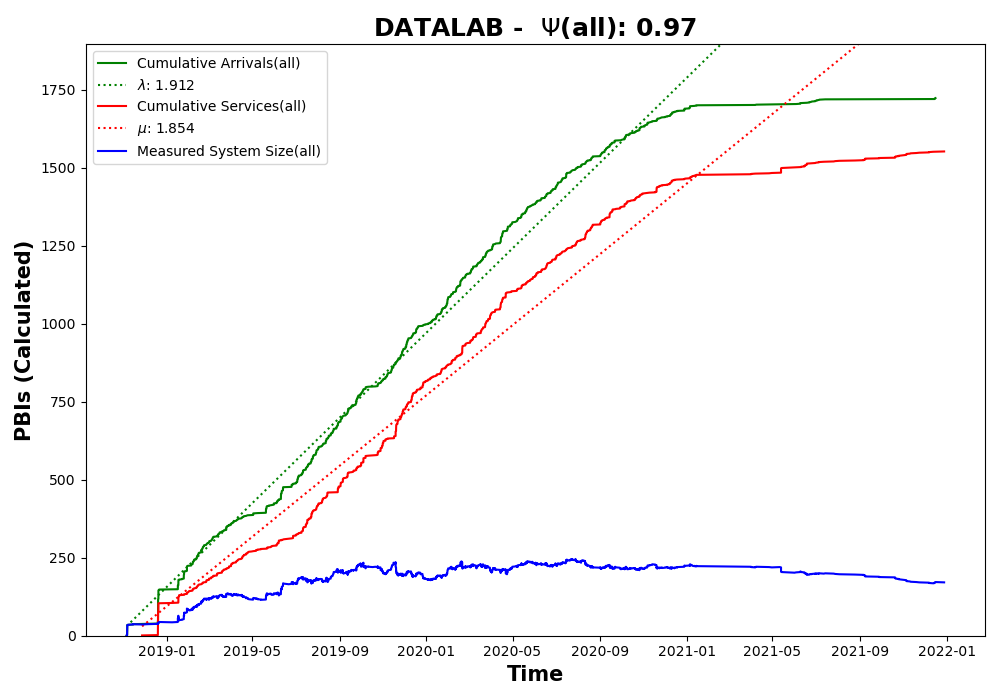 DATALAB -  Ψ(all): 0.97
Cumulative Arrivals(all)
λ: 1.912
Cumulative Services(all)
μ: 1.854
Measured System Size(all)
PBIs (Calculated)
1750
1500
1250
1000
750
500
250
0
2019-01 2019-05 2019-09 2020-01 2020-05 2020-09 2021-01 2021-05 2021-09 2022-01
Time